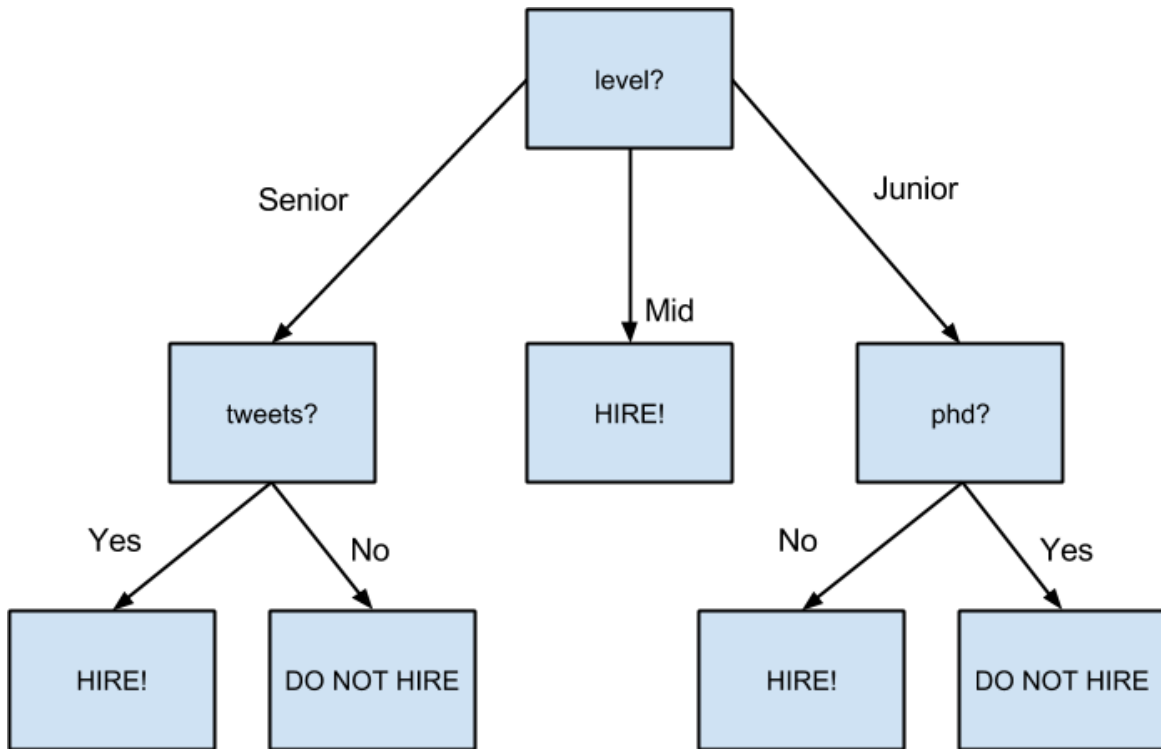 level?
Senior
Junior
Mid
tweets?
HIRE!
phd?
Yes
No
No
Yes
HIRE!
DO NOT HIRE
HIRE!
DO NOT HIRE